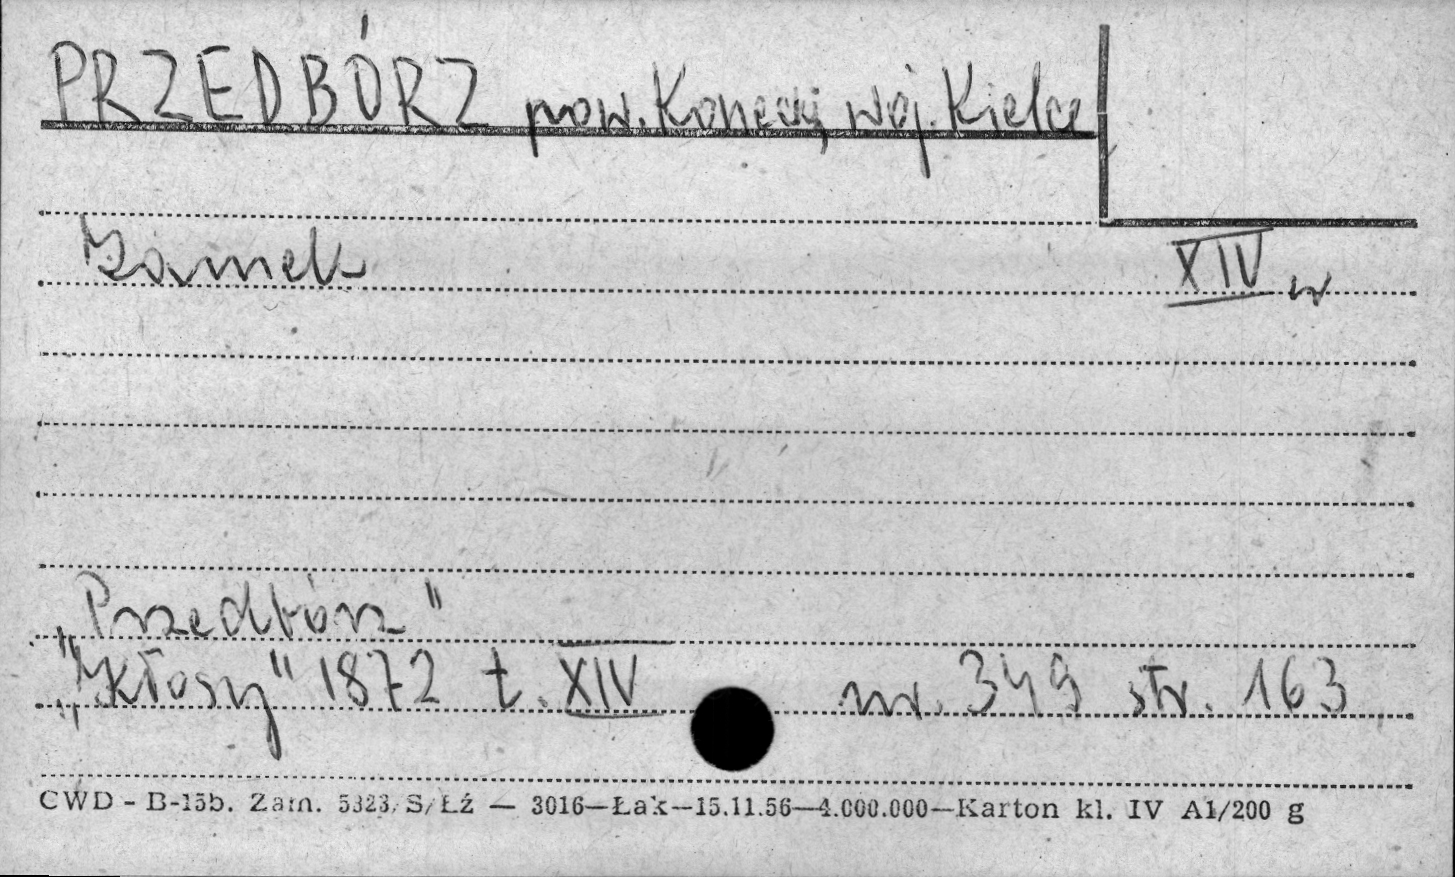 PRZEDBÓRZ pow. Konecki, woj. Kielce
Zamek XIV w
„Przedbórz"
„Kłosy" 1872 t. XIV nr. 349 str. 163
CWD - B-15b. Zam. 5323/S/Łź — 3016—Łak—15.11.56—4.000.000—Karton kl. IV A1/200 g